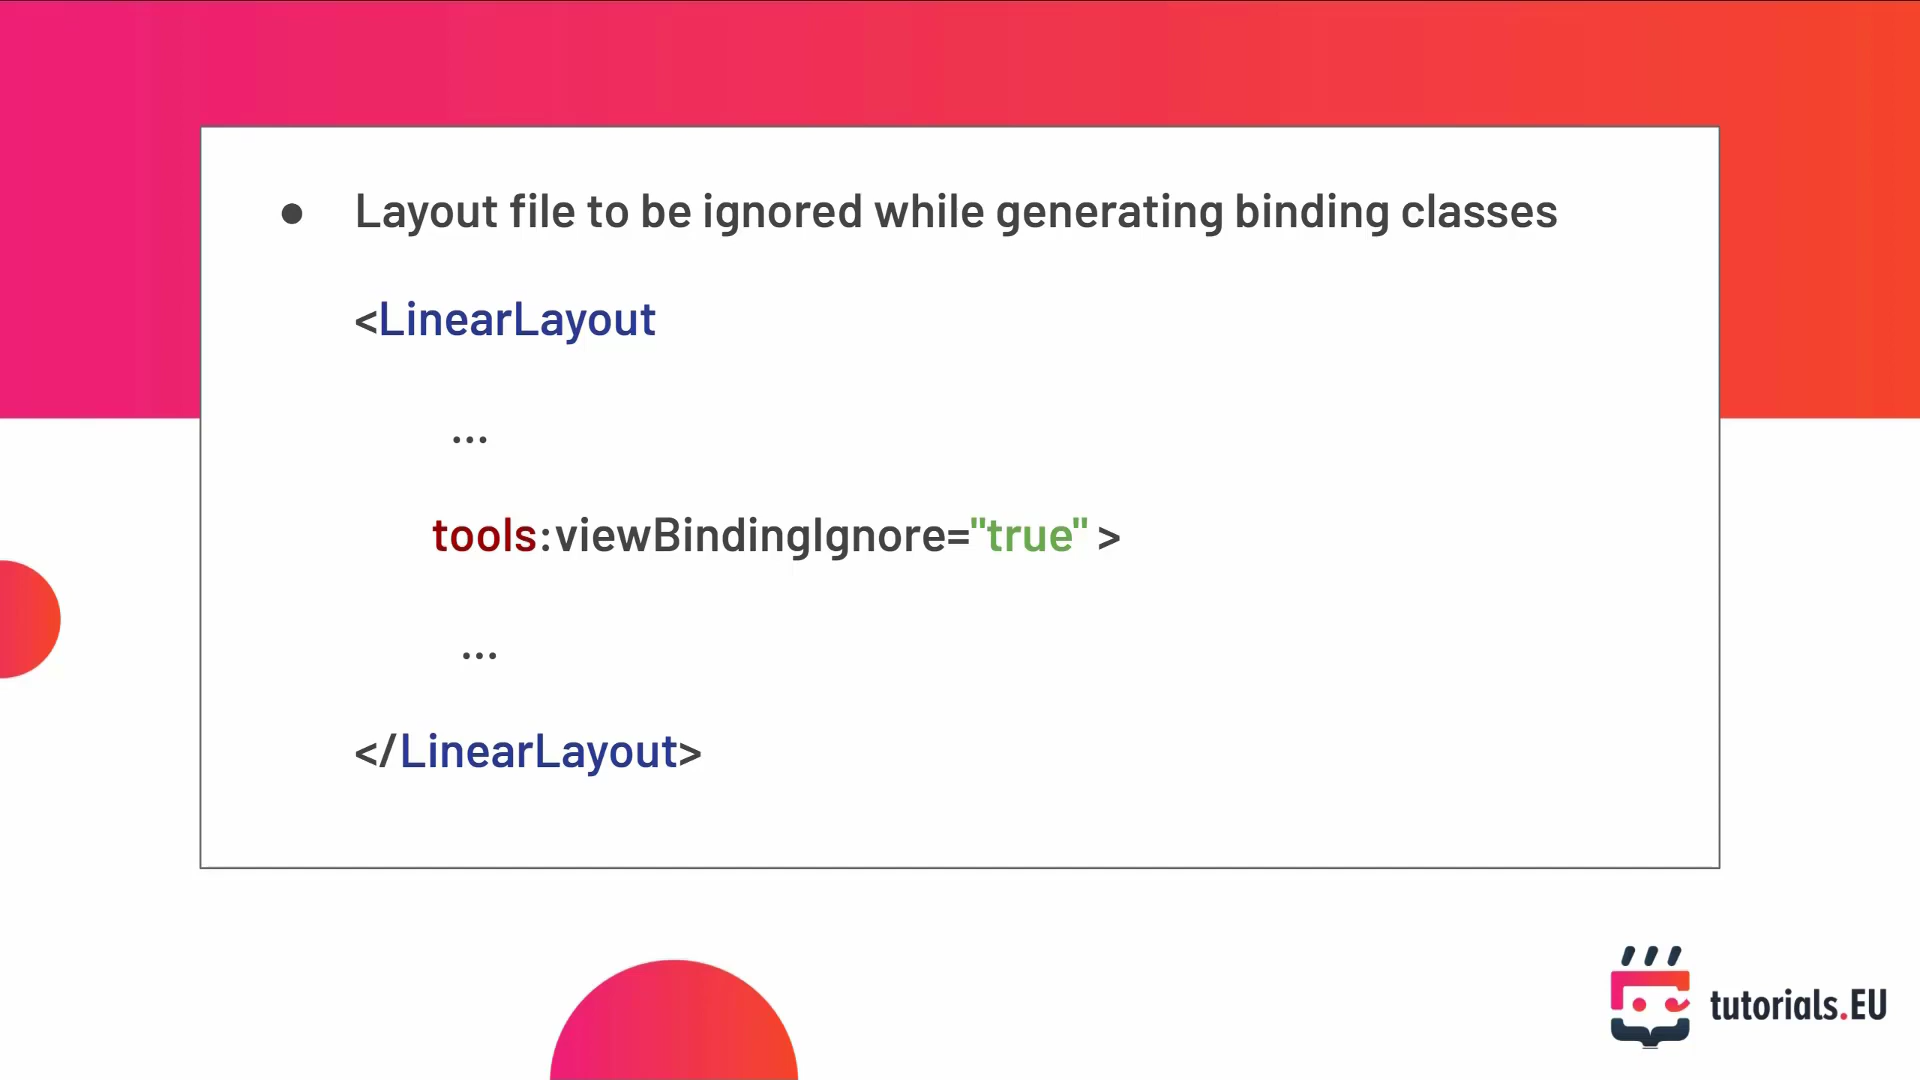 ● Layout file to be ignored while generating binding classes
<LinearLayout
...
tools:viewBindingIgnore="true" >
...
</LinearLayout>
tutorials.EU